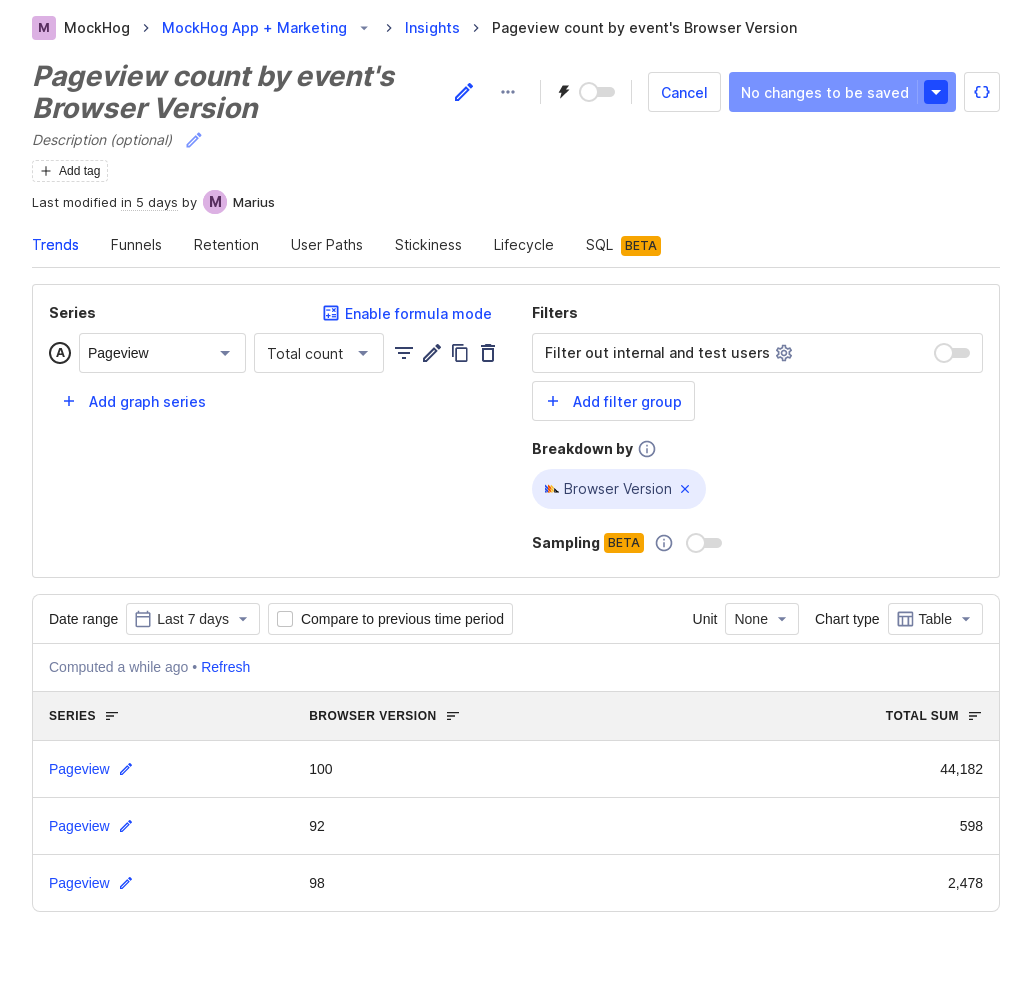 M MockHog MockHog App + Marketing Insights Pageview count by event's Browser Version
Pageview count by event's
Browser Version
Cancel No changes to be saved
Description (optional)
Add tag
Last modified in 5 days by M Marius
Trends Funnels Retention User Paths Stickiness Lifecycle SQL BETA
Series Enable formula mode
A Pageview Total count
Add graph series
Filters
Filter out internal and test users
Add filter group
Breakdown by
Browser Version
Sampling BETA
Date range Last 7 days Compare to previous time period Unit None Chart type Table
Computed a while ago • Refresh
SERIES BROWSER VERSION TOTAL SUM
Pageview 100 44,182
Pageview 92 598
Pageview 98 2,478